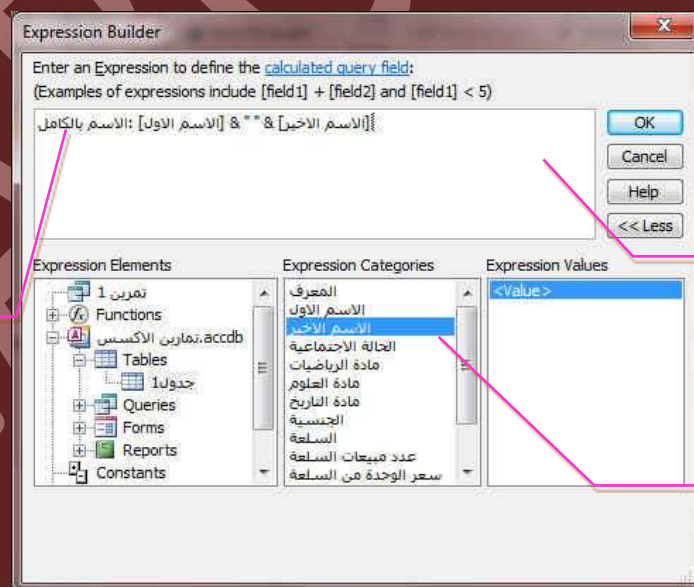 Expression Builder
Enter an Expression to define the calculated query field:
(Examples of expressions include [field1] + [field2] and [field1] < 5)
الاسم بالكامل: [الاسم الاول] & " " & [الاسم الاخير]
OK
Cancel
Help
<< Less
Expression Elements
تمرين 1
Functions
تمارين الاكسس.accdb
Tables
جدول1
Queries
Forms
Reports
Constants
Expression Categories
المعرف
الاسم الاول
الاسم الاخير
الحالة الاجتماعية
مادة الرياضيات
مادة العلوم
مادة التاريخ
الجنسية
السلعة
عدد مبيعات السلعة
سعر الوحدة من السلعة
Expression Values
<Value>